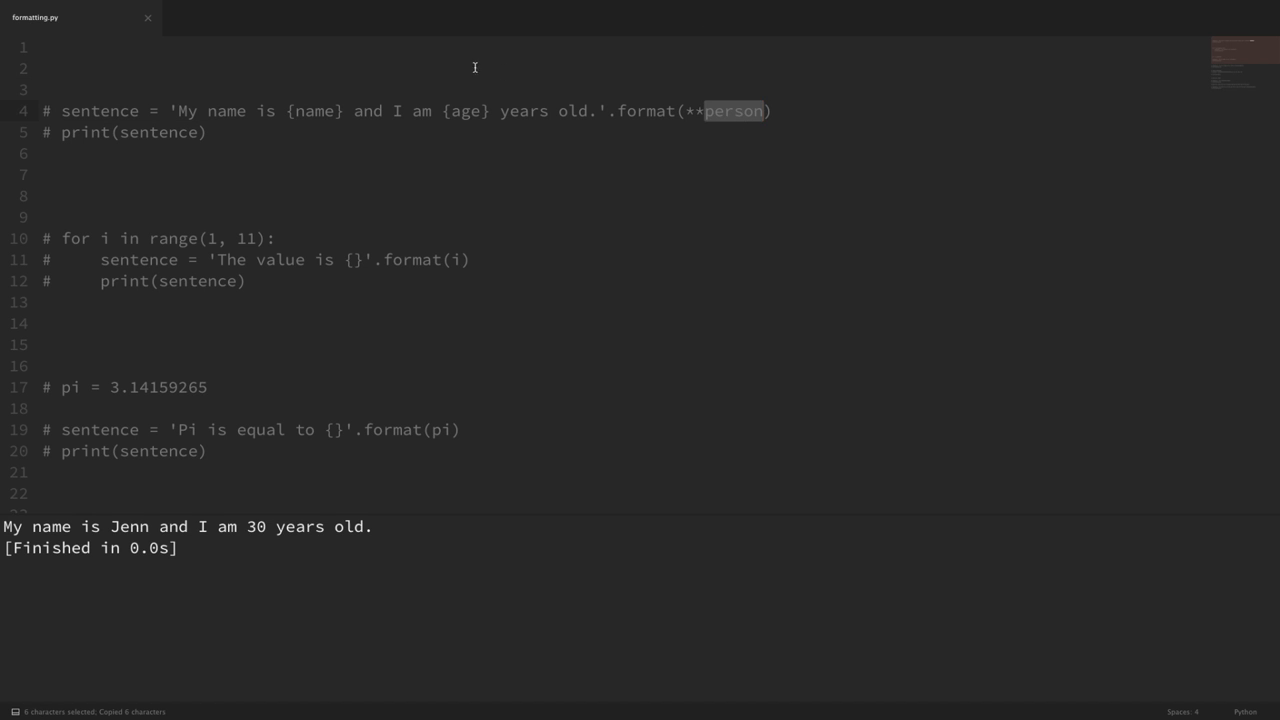 formatting.py
1
2
3
4 # sentence = 'My name is {name} and I am {age} years old.'.format(**person)
5 # print(sentence)
6
7
8
9
10 # for i in range(1, 11):
11 #     sentence = 'The value is {}'.format(i)
12 #     print(sentence)
13
14
15
16
17 # pi = 3.14159265
18
19 # sentence = 'Pi is equal to {}'.format(pi)
20 # print(sentence)
21
22
My name is Jenn and I am 30 years old.
[Finished in 0.0s]
6 characters selected; Copied 6 characters Spaces: 4 Python